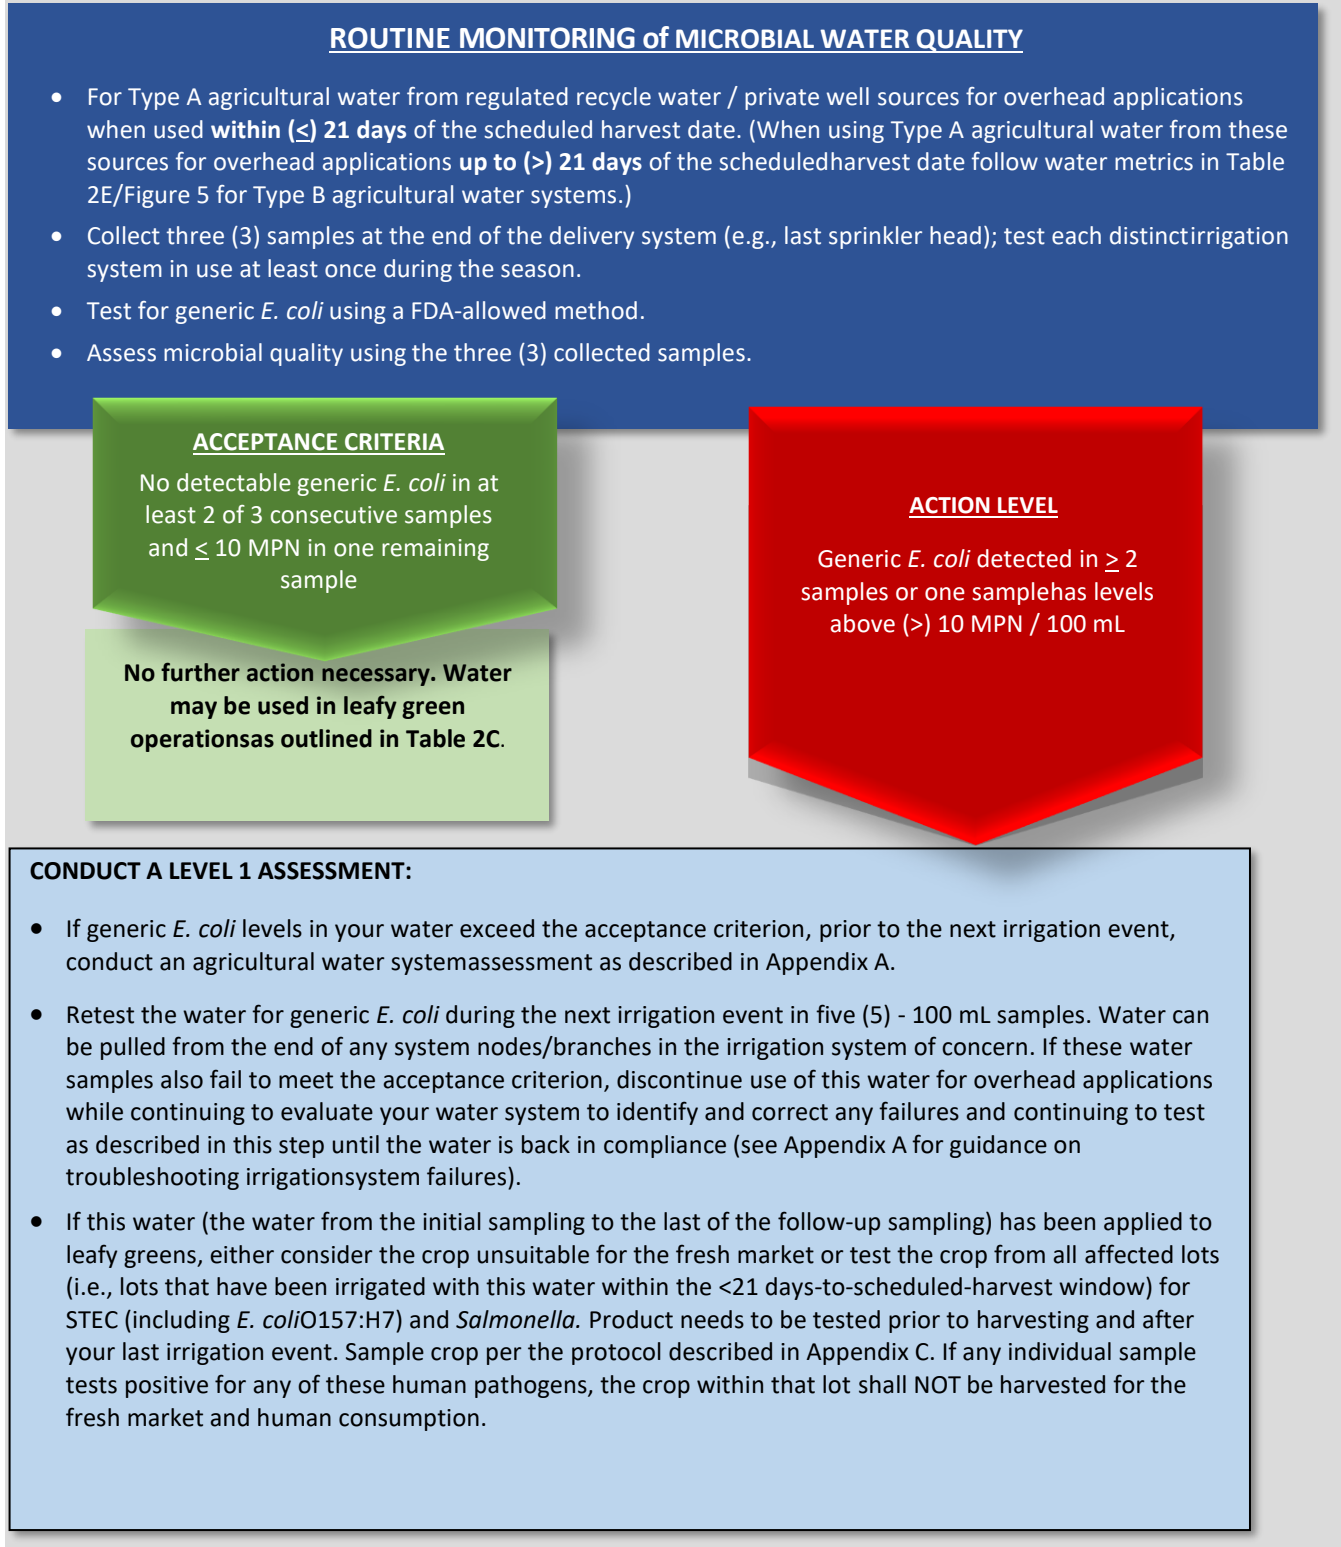 ROUTINE MONITORING of MICROBIAL WATER QUALITY
• For Type A agricultural water from regulated recycle water / private well sources for overhead applications
when used within (≤) 21 days of the scheduled harvest date. (When using Type A agricultural water from these
sources for overhead applications up to (>) 21 days of the scheduledharvest date follow water metrics in Table
2E/Figure 5 for Type B agricultural water systems.)
• Collect three (3) samples at the end of the delivery system (e.g., last sprinkler head); test each distinctirrigation
system in use at least once during the season.
• Test for generic E. coli using a FDA-allowed method.
• Assess microbial quality using the three (3) collected samples.
ACCEPTANCE CRITERIA
No detectable generic E. coli in at
least 2 of 3 consecutive samples
and ≤ 10 MPN in one remaining
sample
No further action necessary. Water
may be used in leafy green
operationsas outlined in Table 2C.
ACTION LEVEL
Generic E. coli detected in ≥ 2
samples or one samplehas levels
above (>) 10 MPN / 100 mL
CONDUCT A LEVEL 1 ASSESSMENT:
• If generic E. coli levels in your water exceed the acceptance criterion, prior to the next irrigation event,
conduct an agricultural water systemassessment as described in Appendix A.
• Retest the water for generic E. coli during the next irrigation event in five (5) - 100 mL samples. Water can
be pulled from the end of any system nodes/branches in the irrigation system of concern. If these water
samples also fail to meet the acceptance criterion, discontinue use of this water for overhead applications
while continuing to evaluate your water system to identify and correct any failures and continuing to test
as described in this step until the water is back in compliance (see Appendix A for guidance on
troubleshooting irrigationsystem failures).
• If this water (the water from the initial sampling to the last of the follow-up sampling) has been applied to
leafy greens, either consider the crop unsuitable for the fresh market or test the crop from all affected lots
(i.e., lots that have been irrigated with this water within the <21 days-to-scheduled-harvest window) for
STEC (including E. coliO157:H7) and Salmonella. Product needs to be tested prior to harvesting and after
your last irrigation event. Sample crop per the protocol described in Appendix C. If any individual sample
tests positive for any of these human pathogens, the crop within that lot shall NOT be harvested for the
fresh market and human consumption.